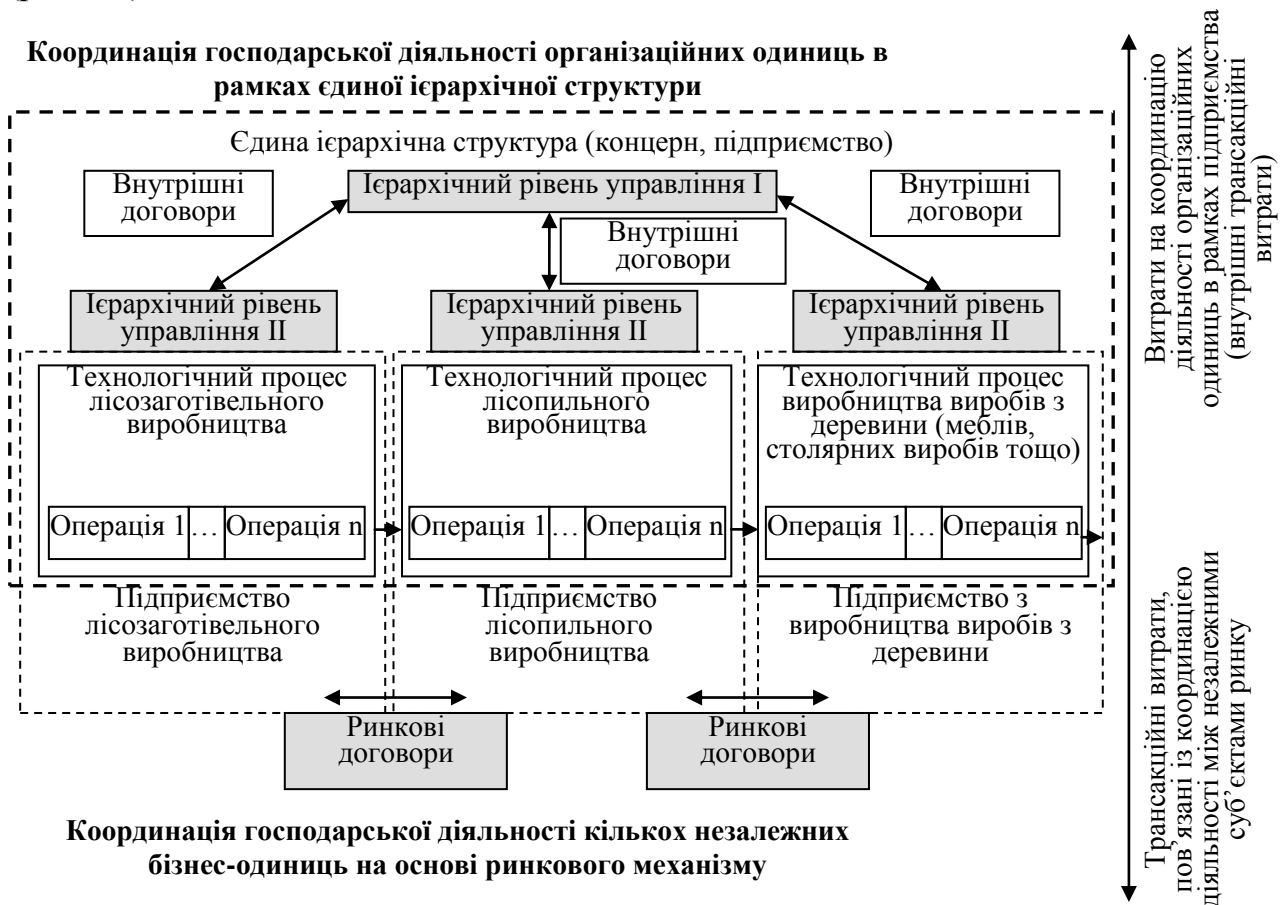 Координація господарської діяльності організаційних одиниць в
рамках єдиної ієрархічної структури
Єдина ієрархічна структура (концерн, підприємство)
Внутрішні
договори
Ієрархічний рівень управління I
Внутрішні
договори
Внутрішні
договори
Ієрархічний рівень
управління II
Ієрархічний рівень
управління II
Ієрархічний рівень
управління II
Технологічний процес
лісозаготівельного
виробництва
Операція 1
…
Операція n
Технологічний процес
лісопильного
виробництва
Операція 1
…
Операція n
Технологічний процес
виробництва виробів з
деревини (меблів,
столярних виробів тощо)
Операція 1
…
Операція n
Підприємство
лісозаготівельного
виробництва
Підприємство
лісопильного
виробництва
Підприємство з
виробництва виробів з
деревини
Ринкові
договори
Ринкові
договори
Координація господарської діяльності кількох незалежних
бізнес-одиниць на основі ринкового механізму
Витрати на координацію
діяльності організаційних
одиниць в рамках підприємства
(внутрішні трансакційні
витрати)
Трансакційні витрати,
пов’язані із координацією
діяльності між незалежними
суб’єктами ринку